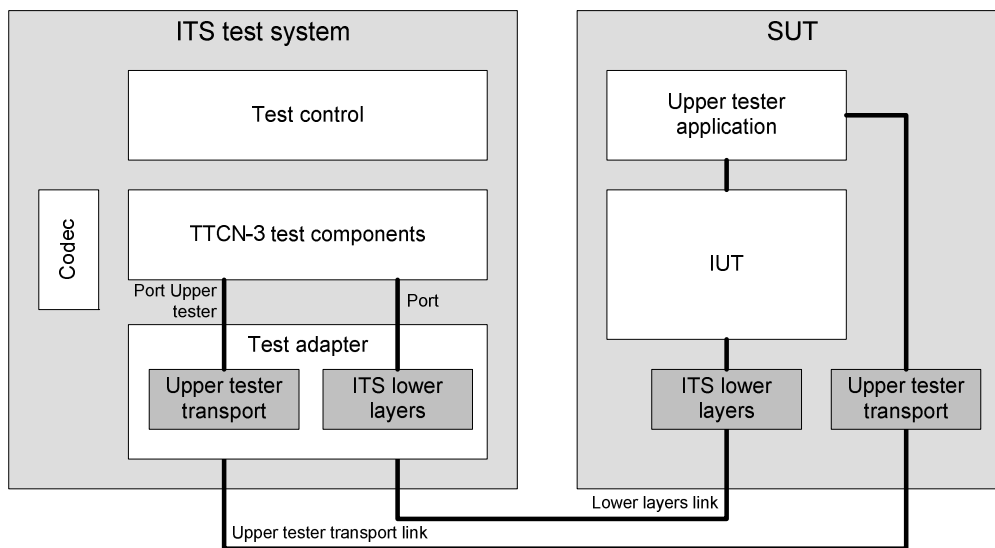 ITS test system
Test control
Codec
TTCN-3 test components
Port Upper
tester
Port
Test adapter
Upper tester
transport
ITS lower
layers
SUT
Upper tester
application
IUT
ITS lower
layers
Upper tester
transport
Lower layers link
Upper tester transport link